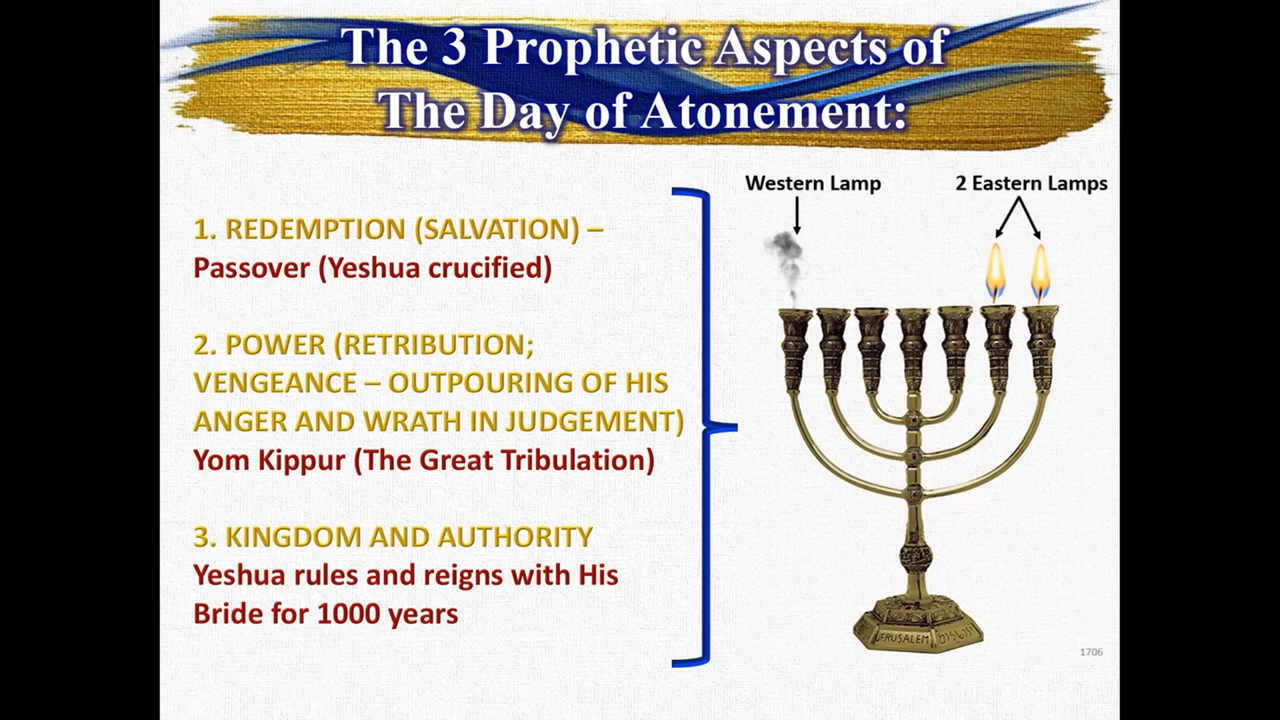 The 3 Prophetic Aspects of
The Day of Atonement:
Western Lamp
2 Eastern Lamps
1. REDEMPTION (SALVATION) –
Passover (Yeshua crucified)
2. POWER (RETRIBUTION;
VENGEANCE – OUTPOURING OF HIS
ANGER AND WRATH IN JUDGEMENT)
Yom Kippur (The Great Tribulation)
3. KINGDOM AND AUTHORITY
Yeshua rules and reigns with His
Bride for 1000 years
JERUSALEM
1706